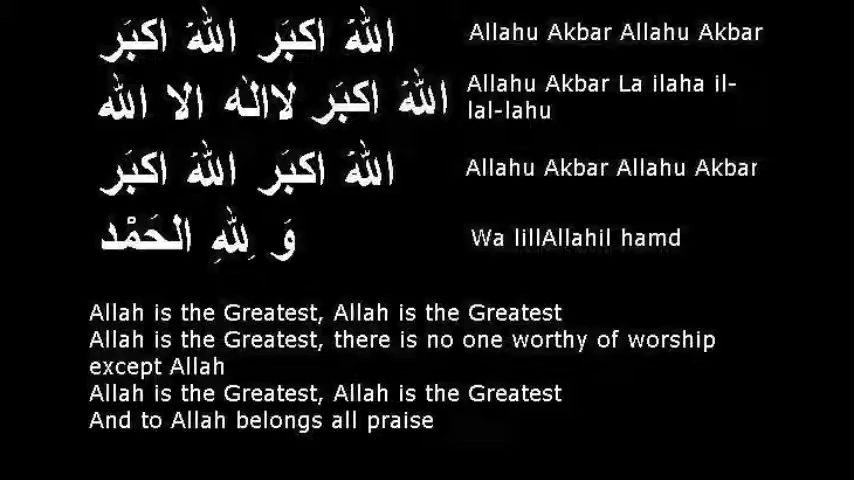 اللهُ اكبَر اللهُ اكبَر
Allahu Akbar Allahu Akbar
اللهُ اكبَر لااله الا الله
Allahu Akbar La ilaha il-
lal-lahu
اللهُ اكبَر اللهُ اكبَر
Allahu Akbar Allahu Akbar
وَ لِلهِ الحَمْد
Wa lillAllahil hamd
Allah is the Greatest, Allah is the Greatest
Allah is the Greatest, there is no one worthy of worship
except Allah
Allah is the Greatest, Allah is the Greatest
And to Allah belongs all praise